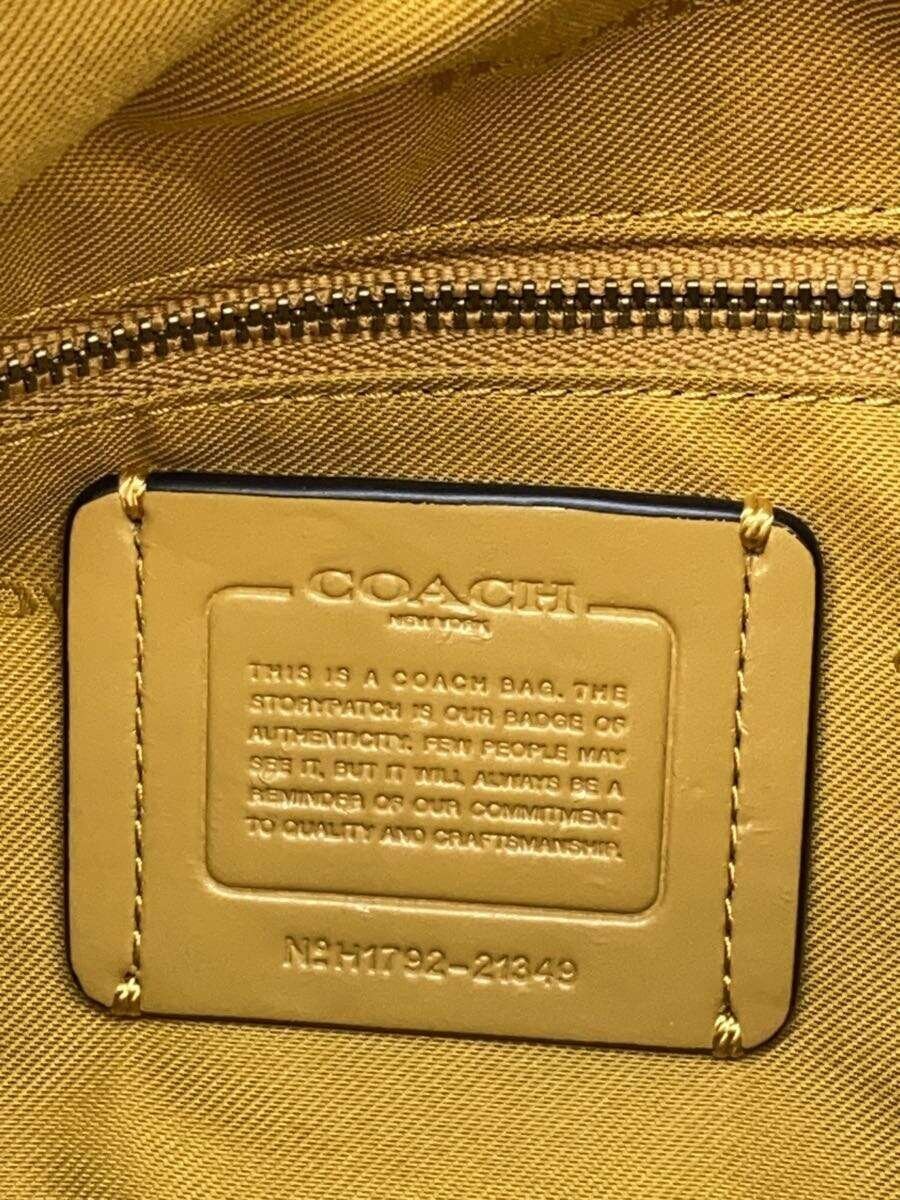 COACH
NEW YORK
THIS IS A COACH BAG. THE
STORYPATCH IS OUR BADGE OF
AUTHENTICITY. FEW PEOPLE MAY
SEE IT, BUT IT WILL ALWAYS BE A
REMINDER OF OUR COMMITMENT
TO QUALITY AND CRAFTSMANSHIP.
Nº H1792-21349